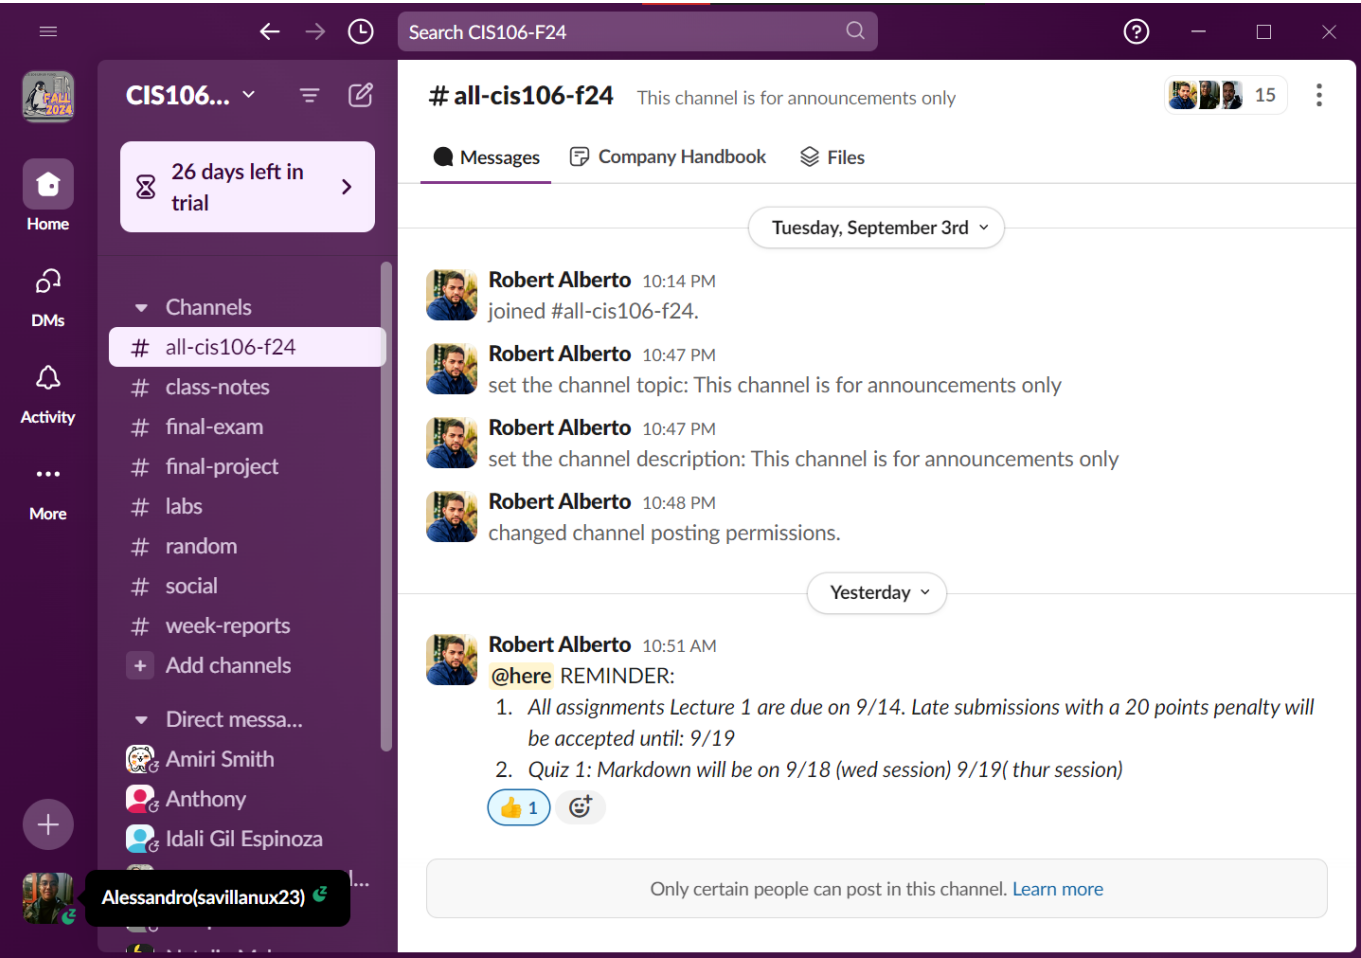 Search CIS106-F24
FALL
2024
CIS106...
# all-cis106-f24
This channel is for announcements only
15
26 days left in
trial
Messages
Company Handbook
Files
Home
DMs
Activity
More
Channels
# all-cis106-f24
# class-notes
# final-exam
# final-project
# labs
# random
# social
# week-reports
+ Add channels
Direct messa...
Amiri Smith
Anthony
Idali Gil Espinoza
Alessandro(savillanux23)
Tuesday, September 3rd
Robert Alberto 10:14 PM
joined #all-cis106-f24.
Robert Alberto 10:47 PM
set the channel topic: This channel is for announcements only
Robert Alberto 10:47 PM
set the channel description: This channel is for announcements only
Robert Alberto 10:48 PM
changed channel posting permissions.
Yesterday
Robert Alberto 10:51 AM
@here REMINDER:
1. All assignments Lecture 1 are due on 9/14. Late submissions with a 20 points penalty will
be accepted until: 9/19
2. Quiz 1: Markdown will be on 9/18 (wed session) 9/19( thur session)
1
Only certain people can post in this channel. Learn more